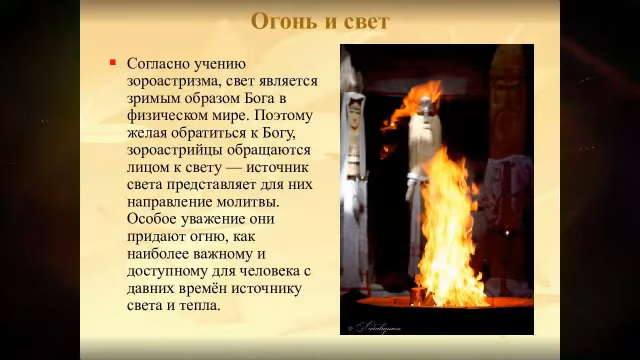 Огонь и свет
Согласно учению
зороастризма, свет является
зримым образом Бога в
физическом мире. Поэтому
желая обратиться к Богу,
зороастрийцы обращаются
лицом к свету — источник
света представляет для них
направление молитвы.
Особое уважение они
придают огню, как
наиболее важному и
доступному для человека с
давних времён источнику
света и тепла.